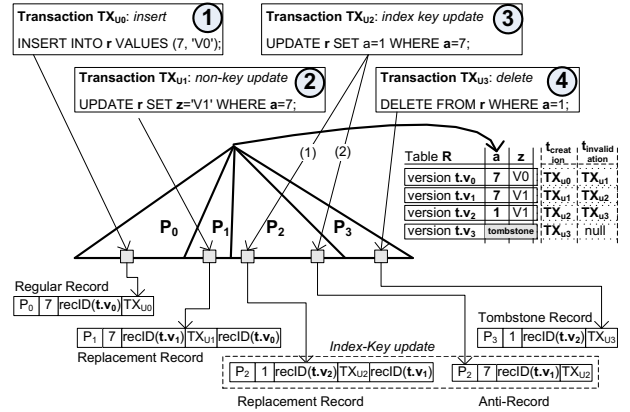 Transaction TXU0: insert
1
INSERT INTO r VALUES (7, 'V0');
Transaction TXU2: index key update
3
UPDATE r SET a=1 WHERE a=7;
Transaction TXU1: non-key update
2
UPDATE r SET z='V1' WHERE a=7;
Transaction TXU3: delete
4
DELETE FROM r WHERE a=1;
(1)
(2)
P0
P1
P2
P3
Table R a z tcreation tinvalidation
version t.v0 7 V0 TXu0 TXu1
version t.v1 7 V1 TXu1 TXu2
version t.v2 1 V1 TXu2 TXu3
version t.v3 tombstone TXu3 null
Regular Record
P0 7 recID(t.v0) TXU0
P1 7 recID(t.v1) TXU1 recID(t.v0)
Replacement Record
Tombstone Record
P3 1 recID(t.v2) TXU3
Index-Key update
P2 1 recID(t.v2) TXU2 recID(t.v1)
P2 7 recID(t.v1) TXU2
Replacement Record
Anti-Record